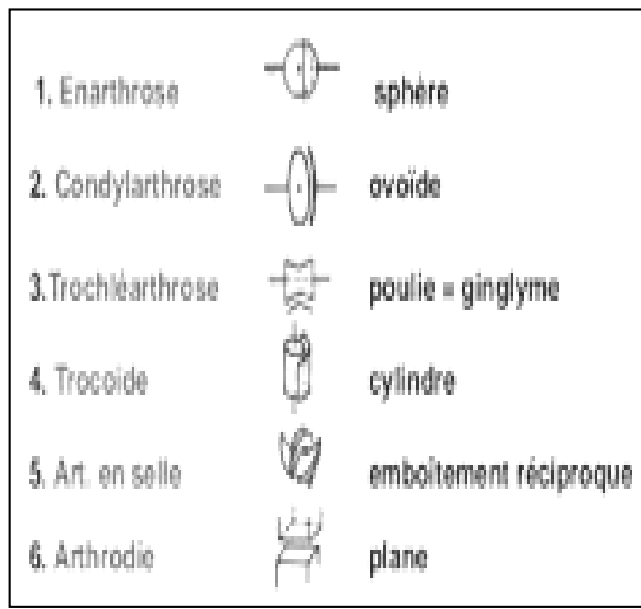 1. Enarthrose sphère
2. Condylarthrose ovoïde
3.Trochléarthrose poulie = ginglyme
4. Trocoide cylindre
5. Art. en selle emboîtement réciproque
6. Arthrodie plane